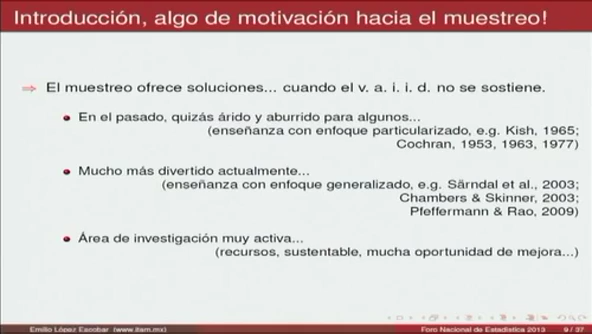 Introducción, algo de motivación hacia el muestreo!
⇒ El muestreo ofrece soluciones... cuando el v. a. i. i. d. no se sostiene.
• En el pasado, quizás árido y aburrido para algunos...
(enseñanza con enfoque particularizado, e.g. Kish, 1965;
Cochran, 1953, 1963, 1977)
• Mucho más divertido actualmente...
(enseñanza con enfoque generalizado, e.g. Särndal et al., 2003;
Chambers & Skinner, 2003;
Pfeffermann & Rao, 2009)
• Área de investigación muy activa...
(recursos, sustentable, mucha oportunidad de mejora...)
Emilio López Escobar (www.itam.mx) Foro Nacional de Estadística 2013 9 / 37